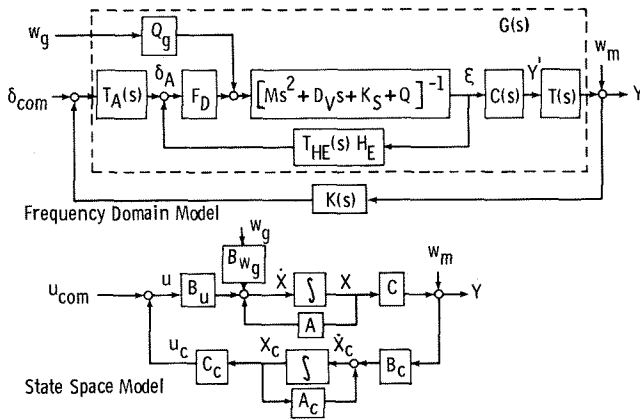 w_g
Q_g
G(s)
w_m
δ_com
T_A(s)
δ_A
F_D
[Ms² + D_V s + K_S + Q]⁻¹
ξ
C(s)
Y'
T(s)
Y
T_HE(s) H_E
K(s)
Frequency Domain Model
w_g
B_w_g
w_m
u_com
u
B_u
Ẋ
∫
X
C
Y
A
u_c
C_c
X_c
∫
Ẋ_c
B_c
A_c
State Space Model